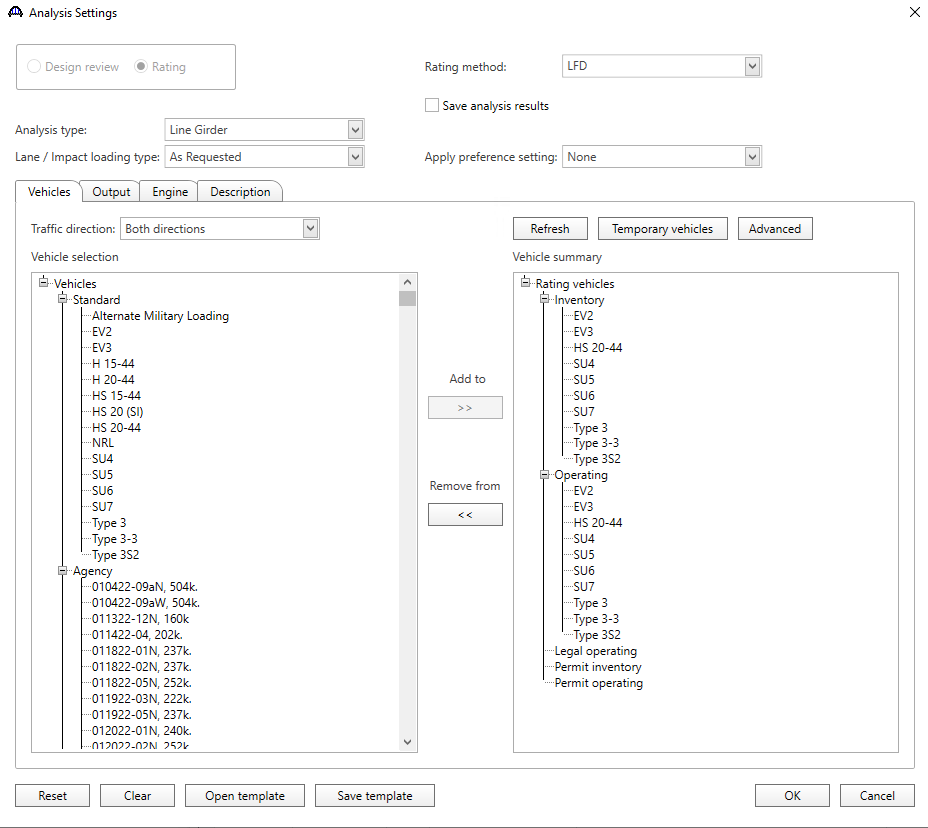 Analysis Settings
Design review
Rating
Rating method:
LFD
Save analysis results
Analysis type:
Line Girder
Lane / Impact loading type:
As Requested
Apply preference setting:
None
Vehicles
Output
Engine
Description
Traffic direction:
Both directions
Refresh
Temporary vehicles
Advanced
Vehicle selection
Vehicles
Standard
Alternate Military Loading
EV2
EV3
H 15-44
H 20-44
HS 15-44
HS 20 (SI)
HS 20-44
NRL
SU4
SU5
SU6
SU7
Type 3
Type 3-3
Type 3S2
Agency
010422-09aN, 504k.
010422-09aW, 504k.
011322-12N, 160k
011422-04, 202k.
011822-01N, 237k.
011822-02N, 237k.
011822-05N, 252k.
011922-03N, 222k.
011922-05N, 237k.
012022-01N, 240k.
012022-02N, 252k
Add to
>>
Remove from
<<
Vehicle summary
Rating vehicles
Inventory
EV2
EV3
HS 20-44
SU4
SU5
SU6
SU7
Type 3
Type 3-3
Type 3S2
Operating
EV2
EV3
HS 20-44
SU4
SU5
SU6
SU7
Type 3
Type 3-3
Type 3S2
Legal operating
Permit inventory
Permit operating
Reset
Clear
Open template
Save template
OK
Cancel